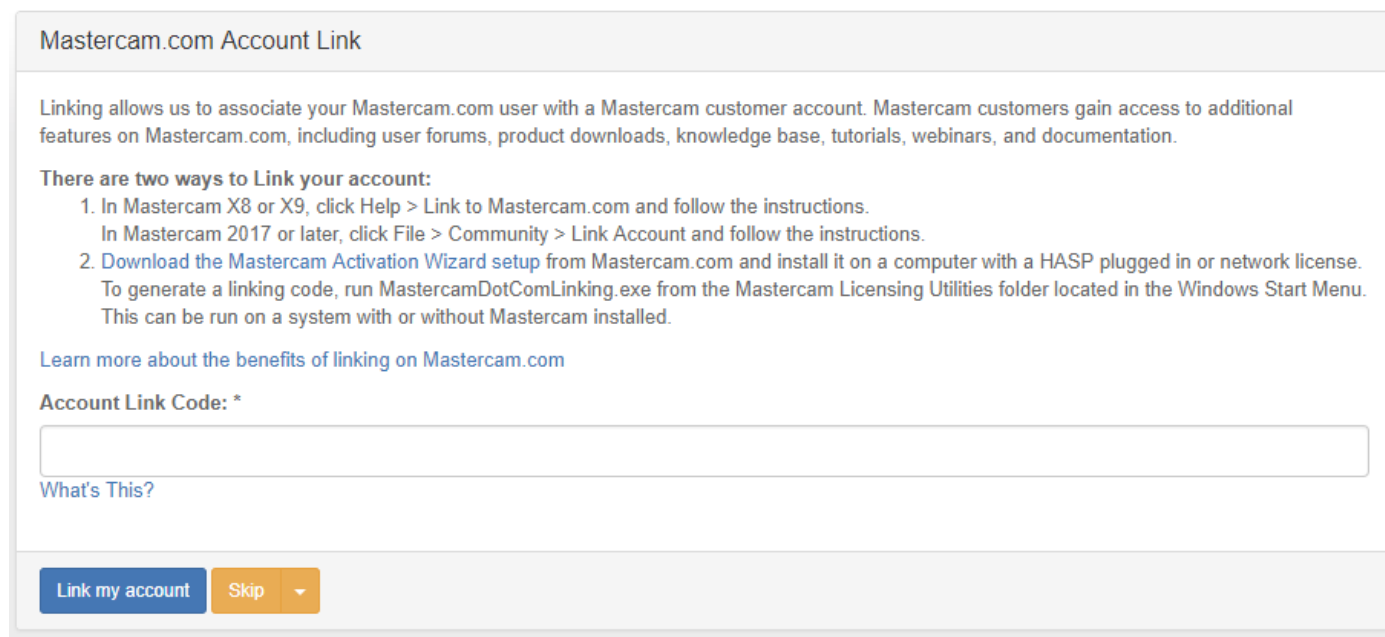 Mastercam.com Account Link
Linking allows us to associate your Mastercam.com user with a Mastercam customer account. Mastercam customers gain access to additional
features on Mastercam.com, including user forums, product downloads, knowledge base, tutorials, webinars, and documentation.
There are two ways to Link your account:
1. In Mastercam X8 or X9, click Help > Link to Mastercam.com and follow the instructions.
In Mastercam 2017 or later, click File > Community > Link Account and follow the instructions.
2. Download the Mastercam Activation Wizard setup from Mastercam.com and install it on a computer with a HASP plugged in or network license.
To generate a linking code, run MastercamDotComLinking.exe from the Mastercam Licensing Utilities folder located in the Windows Start Menu.
This can be run on a system with or without Mastercam installed.
Learn more about the benefits of linking on Mastercam.com
Account Link Code: *
What's This?
Link my account Skip